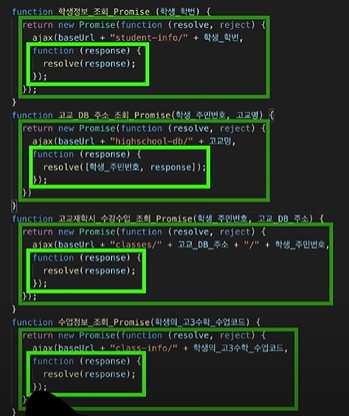 function 학생정보_조회_Promise (학생_학번) {
return new Promise(function (resolve, reject) {
ajax(baseUrl + "student-info/" + 학생_학번,
function (response) {
resolve(response);
});
});
}
function 고교_DB_주소_조회_Promise(학생_주민번호, 고교명) {
return new Promise(function (resolve, reject) {
ajax(baseUrl + "highschool-db/" + 고교명,
function (response) {
resolve([학생_주민번호, response]);
});
})
}
function 고교재학시_수강수업_조회_Promise(학생_주민번호, 고교_DB_주소) {
return new Promise(function (resolve, reject) {
ajax(baseUrl + "classes/" + 고교_DB_주소 + "/" + 학생_주민번호,
function (response) {
resolve(response);
});
});
}
function 수업정보_조회_Promise(학생의_고3수학_수업코드) {
return new Promise(function (resolve, reject) {
ajax(baseUrl + "class-info/" + 학생의_고3수학_수업코드,
function (response) {
resolve(response);
});
});